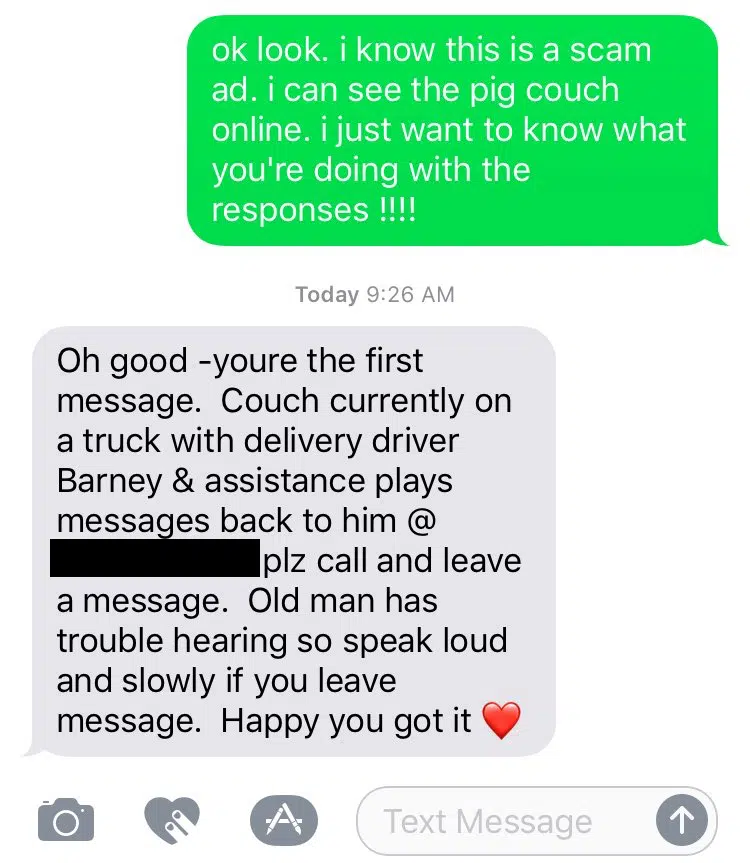 ok look. i know this is a scam
ad. i can see the pig couch
online. i just want to know what
you're doing with the
responses !!!!
Today 9:26 AM
Oh good -youre the first
message.  Couch currently on
a truck with delivery driver
Barney & assistance plays
messages back to him @
plz call and leave
a message.  Old man has
trouble hearing so speak loud
and slowly if you leave
message.  Happy you got it ❤️
Text Message